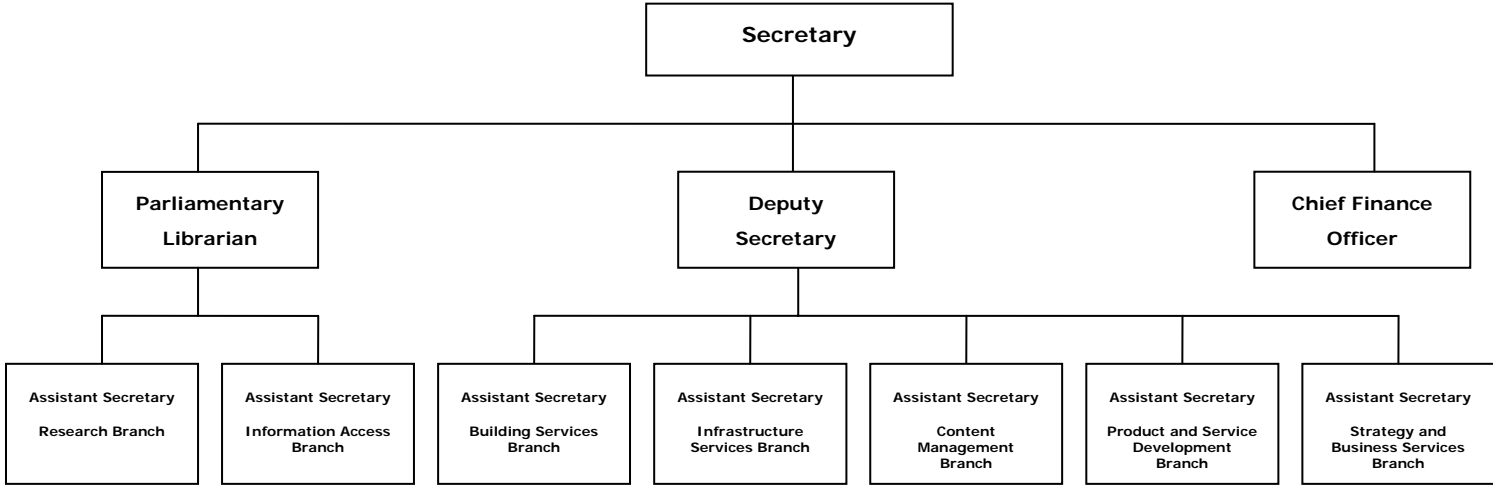 Secretary
Parliamentary
Librarian
Deputy
Secretary
Chief Finance
Officer
Assistant Secretary
Research Branch
Assistant Secretary
Information Access
Branch
Assistant Secretary
Building Services
Branch
Assistant Secretary
Infrastructure
Services Branch
Assistant Secretary
Content
Management
Branch
Assistant Secretary
Product and Service
Development
Branch
Assistant Secretary
Strategy and
Business Services
Branch